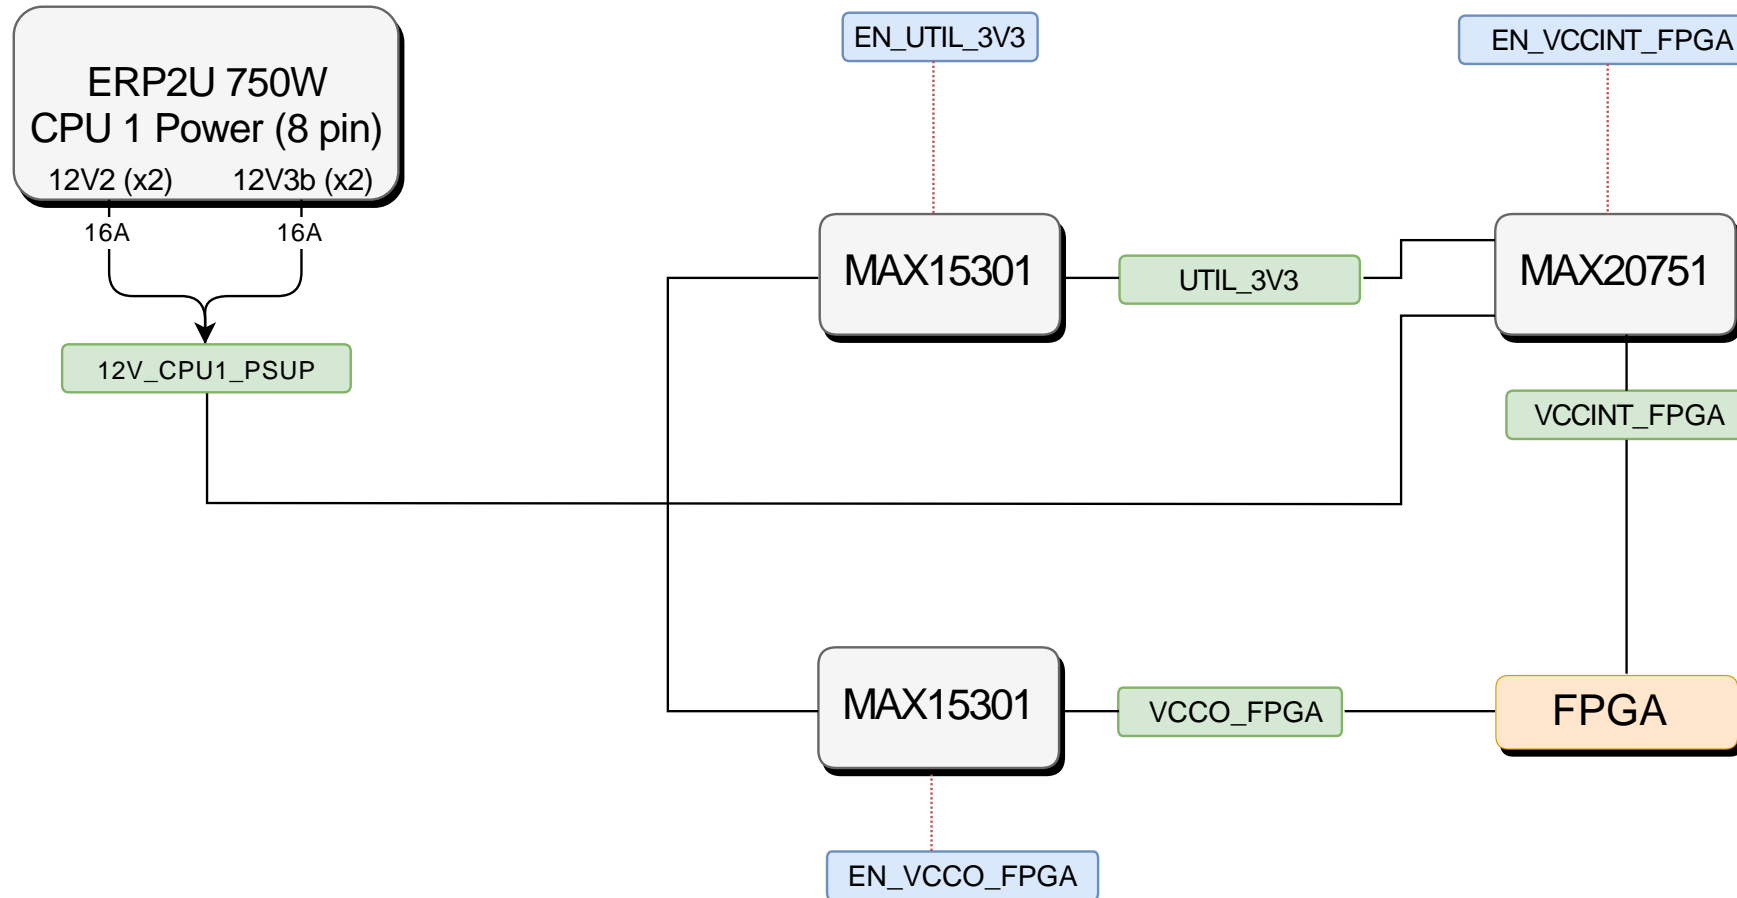 ERP2U 750W
CPU 1 Power (8 pin)
12V2 (x2) 12V3b (x2)
16A 16A
12V_CPU1_PSUP
EN_UTIL_3V3
EN_VCCINT_FPGA
MAX15301
UTIL_3V3
MAX20751
VCCINT_FPGA
MAX15301
VCCO_FPGA
FPGA
EN_VCCO_FPGA